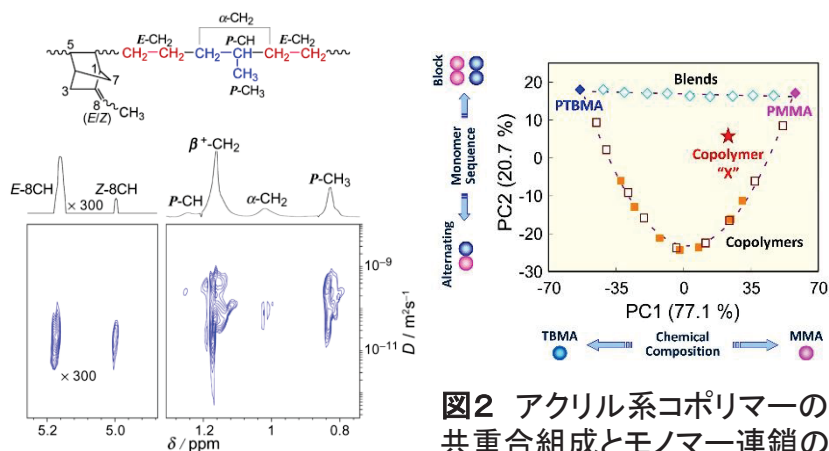 α-CH₂
E-CH₂ P-CH E-CH₂
CH₂-CH₂-CH₂-CH-CH₂-CH₂-CH₂
CH₃
P-CH₃
5
1
7
3
8
(E/Z)
CH₃
β⁺-CH₂
E-8CH
Z-8CH
× 300
P-CH
α-CH₂
P-CH₃
10⁻⁹
10⁻¹¹
D / m²s⁻¹
× 300
5.2 5.0 1.2 1 0.8
δ / ppm
Block
Monomer
Sequence
Alternating
PC2 (20.7 %)
20
10
0
-10
-20
-30
Blends
PTBMA
PMMA
Copolymer
"X"
Copolymers
-70 -35 0 35 70
PC1 (77.1 %)
TBMA
Chemical
Composition
MMA
図2 アクリル系コポリマーの
共重合組成とモノマー連鎖の